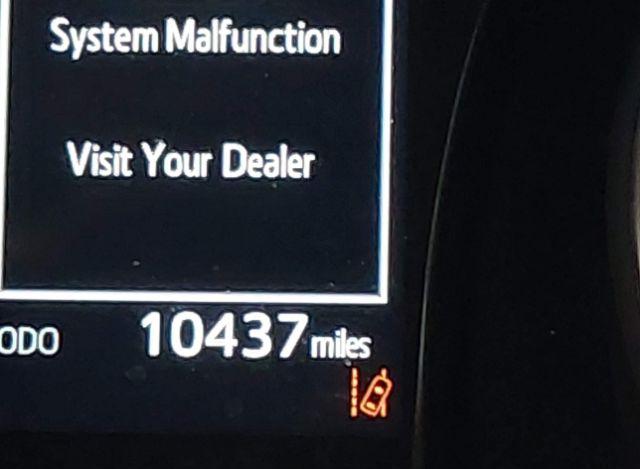 System Malfunction
Visit Your Dealer
ODO 10437 miles